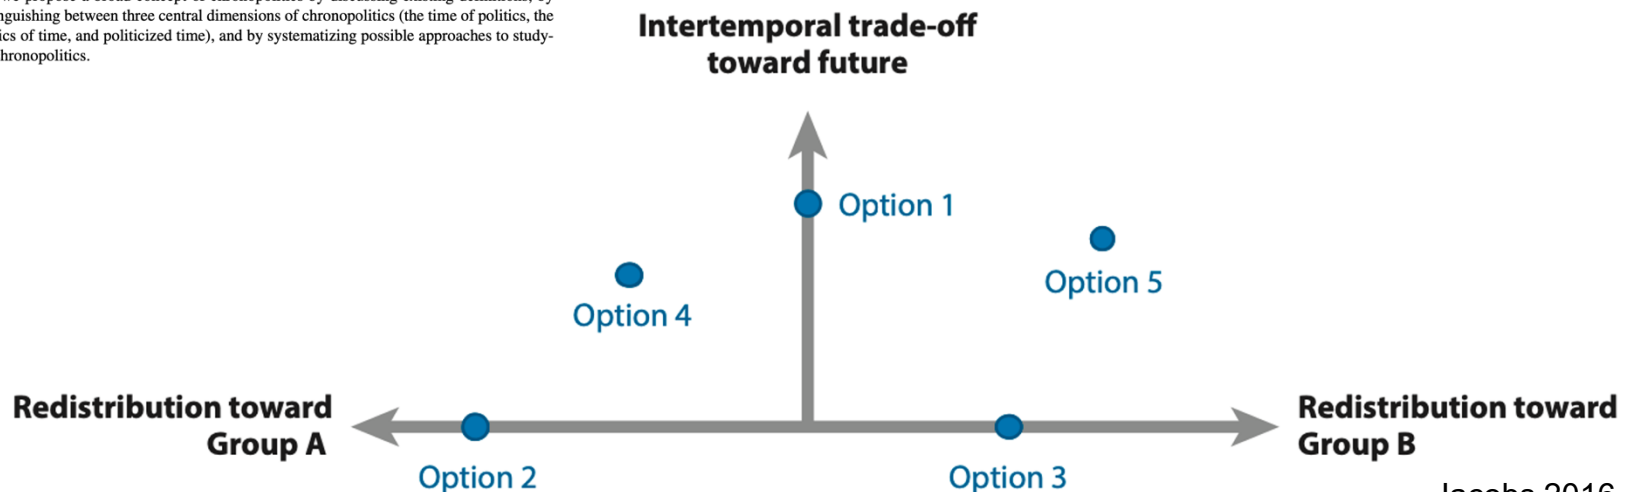 nguishing between three central dimensions of chronopolitics (the time of politics, the
ics of time, and politicized time), and by systematizing possible approaches to study-
hronopolitics.
Intertemporal trade-off
toward future
Option 1
Option 5
Option 4
Redistribution toward
Group A
Redistribution toward
Group B
Option 2
Option 3
Jacobs 2016